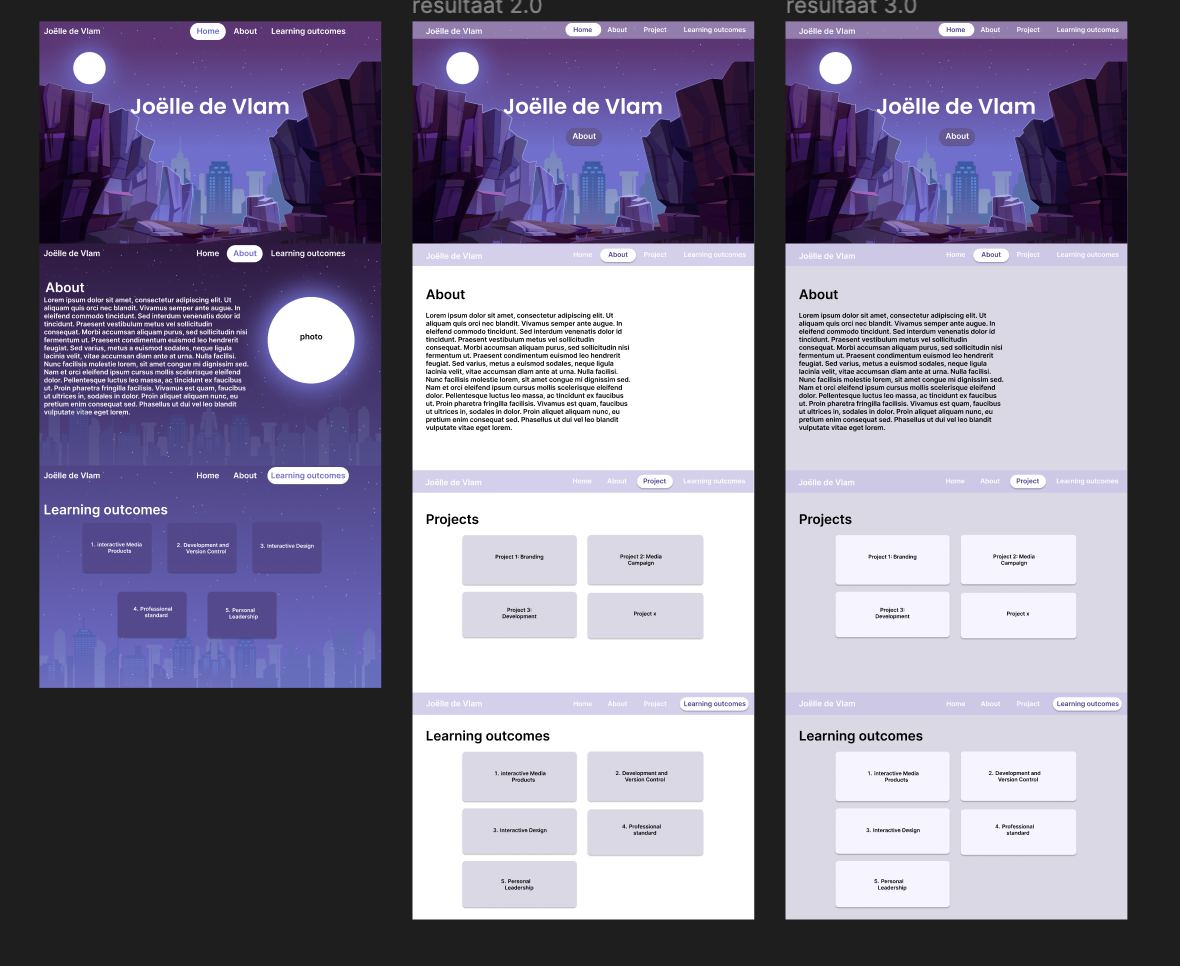 resultaat 2.0
resultaat 3.0
Joëlle de Vlam
Home
About
Learning outcomes
Joëlle de Vlam
Joëlle de Vlam
Home
About
Learning outcomes
About
Lorem ipsum dolor sit amet, consectetur adipiscing elit. Ut
aliquam quis orci nec blandit. Vivamus semper ante augue. In
eleifend commodo tincidunt. Sed interdum venenatis dolor id
tincidunt. Praesent vestibulum metus vel sollicitudin
consequat. Morbi accumsan aliquam purus, sed sollicitudin nisi
fermentum ut. Praesent condimentum euismod leo hendrerit
feugiat. Sed varius, metus a euismod sodales, neque ligula
lacinia velit, vitae accumsan diam ante at urna. Nulla facilisi.
Nunc facilisis molestie lorem, sit amet congue mi dignissim sed.
Nam et orci eleifend ipsum cursus mollis non sit amet enim.
dolor. Pellentesque luctus leo massa, ac tincidunt ex faucibus
ut. Proin pharetra fringilla facilisis. Vivamus est quam, faucibus
ut ultrices in, sodales in dolor. Proin aliquet aliquam nunc, eu
pretium enim consequat sed. Phasellus ut dui vel leo blandit
vulputate vitae eget lorem.
photo
Joëlle de Vlam
Home
About
Learning outcomes
Learning outcomes
1. interactive Media
Products
2. Development and
Version Control
3. Interactive Design
4. Professional
standard
5. Personal
Leadership
Joëlle de Vlam
Home
About
Project
Learning outcomes
Joëlle de Vlam
About
Joëlle de Vlam
Home
About
Project
Learning outcomes
About
Lorem ipsum dolor sit amet, consectetur adipiscing elit. Ut
aliquam quis orci nec blandit. Vivamus semper ante augue. In
eleifend commodo tincidunt. Sed interdum venenatis dolor id
tincidunt. Praesent vestibulum metus vel sollicitudin
consequat. Morbi accumsan aliquam purus, sed sollicitudin nisi
fermentum ut. Praesent condimentum euismod leo hendrerit
feugiat. Sed varius, metus a euismod sodales, neque ligula
lacinia velit, vitae accumsan diam ante at urna. Nulla facilisi.
Nunc facilisis molestie lorem, sit amet congue mi dignissim sed.
Nam et orci eleifend ipsum
dolor. Pellentesque luctus leo massa, ac tincidunt ex faucibus
ut. Proin pharetra fringilla facilisis. Vivamus est quam, faucibus
ut ultrices in, sodales in dolor. Proin aliquet aliquam nunc, eu
pretium enim consequat sed. Phasellus ut dui vel leo blandit
vulputate vitae eget lorem.
Joëlle de Vlam
Home
About
Project
Learning outcomes
Projects
Project 1: Branding
Project 2: Media
Campaign
Project 3:
Development
Project x
Joëlle de Vlam
Home
About
Project
Learning outcomes
Learning outcomes
1. interactive Media
Products
2. Development and
Version Control
3. Interactive Design
4. Professional
standard
5. Personal
Leadership
Joëlle de Vlam
Home
About
Project
Learning outcomes
Joëlle de Vlam
About
Joëlle de Vlam
Home
About
Project
Learning outcomes
About
Lorem ipsum dolor sit amet, consectetur adipiscing elit. Ut
aliquam quis orci nec blandit. Vivamus semper ante augue. In
eleifend commodo tincidunt. Sed interdum venenatis dolor id
tincidunt. Praesent vestibulum metus vel sollicitudin
consequat. Morbi accumsan aliquam purus, sed sollicitudin nisi
fermentum ut. Praesent condimentum euismod leo hendrerit
feugiat. Sed varius, metus a euismod sodales, neque ligula
lacinia velit, vitae accumsan diam ante at urna. Nulla facilisi.
Nunc facilisis molestie lorem, sit amet congue mi dignissim sed.
Nam et orci eleifend ipsum
dolor. Pellentesque luctus leo massa, ac tincidunt ex faucibus
ut. Proin pharetra fringilla facilisis. Vivamus est quam, faucibus
ut ultrices in, sodales in dolor. Proin aliquet aliquam nunc, eu
pretium enim consequat sed. Phasellus ut dui vel leo blandit
vulputate vitae eget lorem.
Joëlle de Vlam
Home
About
Project
Learning outcomes
Projects
Project 1: Branding
Project 2: Media
Campaign
Project 3:
Development
Project x
Joëlle de Vlam
Home
About
Project
Learning outcomes
Learning outcomes
1. interactive Media
Products
2. Development and
Version Control
3. Interactive Design
4. Professional
standard
5. Personal
Leadership